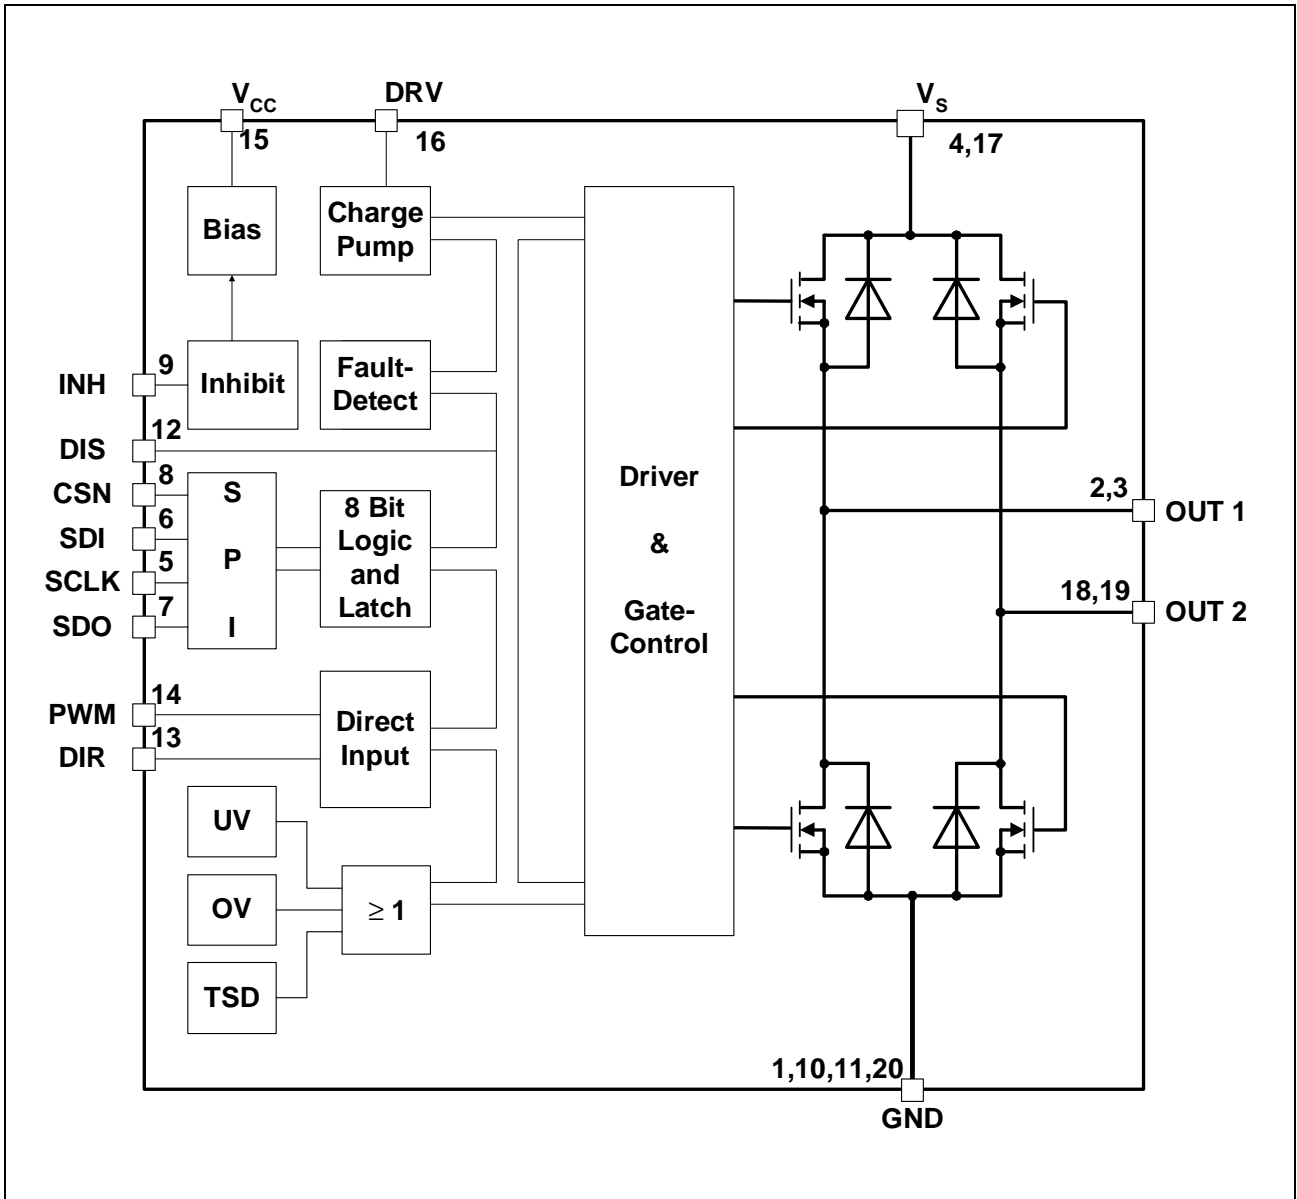 VCC
DRV
VS
15
16
4,17
Bias
Charge
Pump
INH
9
Inhibit
Fault-
Detect
DIS
12
CSN
8
SDI
6
SCLK
5
SDO
7
S
P
I
8 Bit
Logic
and
Latch
Driver
&
Gate-
Control
2,3
OUT 1
18,19
OUT 2
PWM
14
DIR
13
Direct
Input
UV
OV
TSD
≥ 1
1,10,11,20
GND